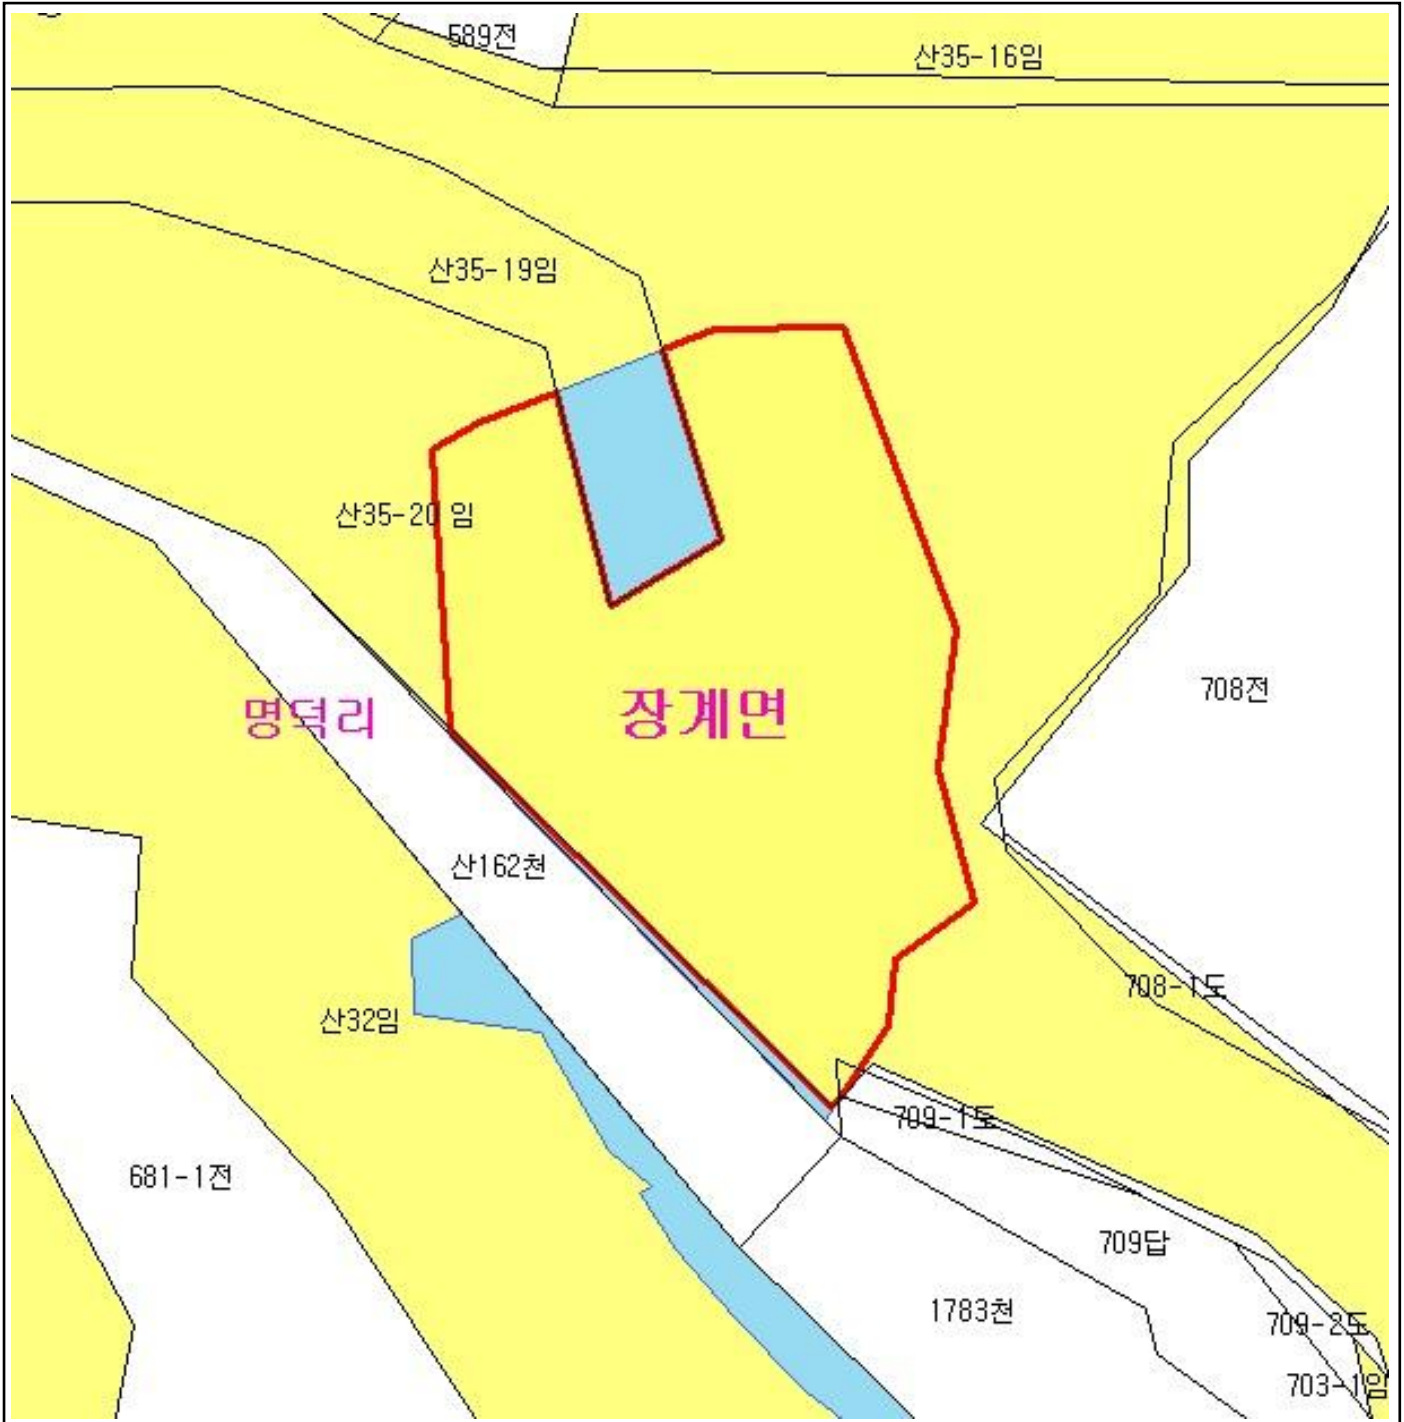 589전
산35-16임
산35-19임
산35-20 임
708전
명덕리
장계면
산162천
708-1도
산32임
709-1도
681-1전
709답
1783천
709-2도
703-1임